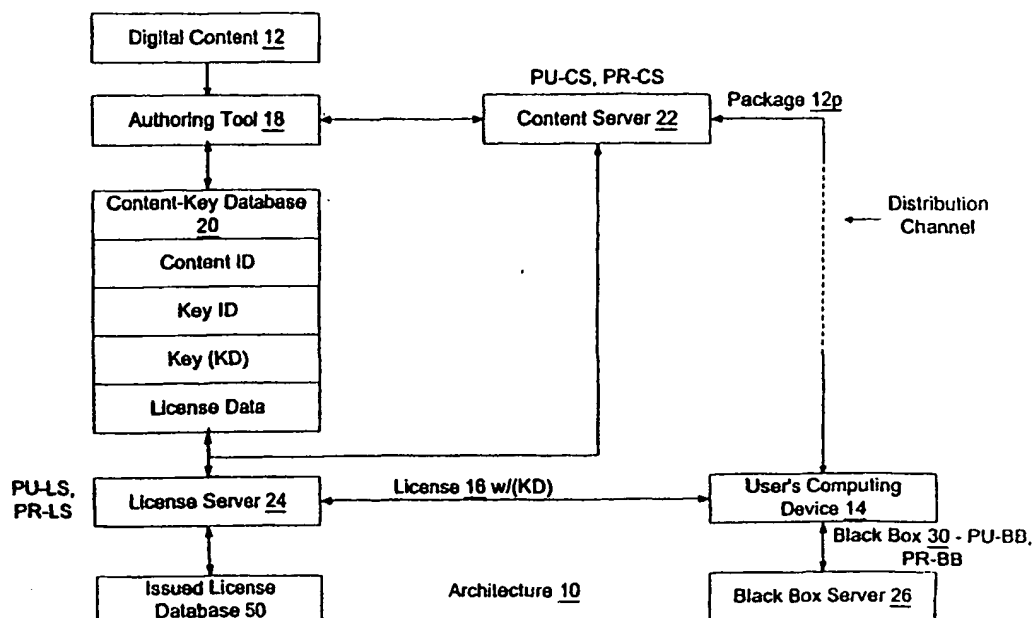 Digital Content 12
Authoring Tool 18
PU-CS, PR-CS
Content Server 22
Package 12p
Distribution
Channel
Content-Key Database
20
Content ID
Key ID
Key (KD)
License Data
PU-LS,
PR-LS
License Server 24
License 16 w/(KD)
User's Computing
Device 14
Black Box 30 - PU-BB,
PR-BB
Issued License
Database 50
Architecture 10
Black Box Server 26